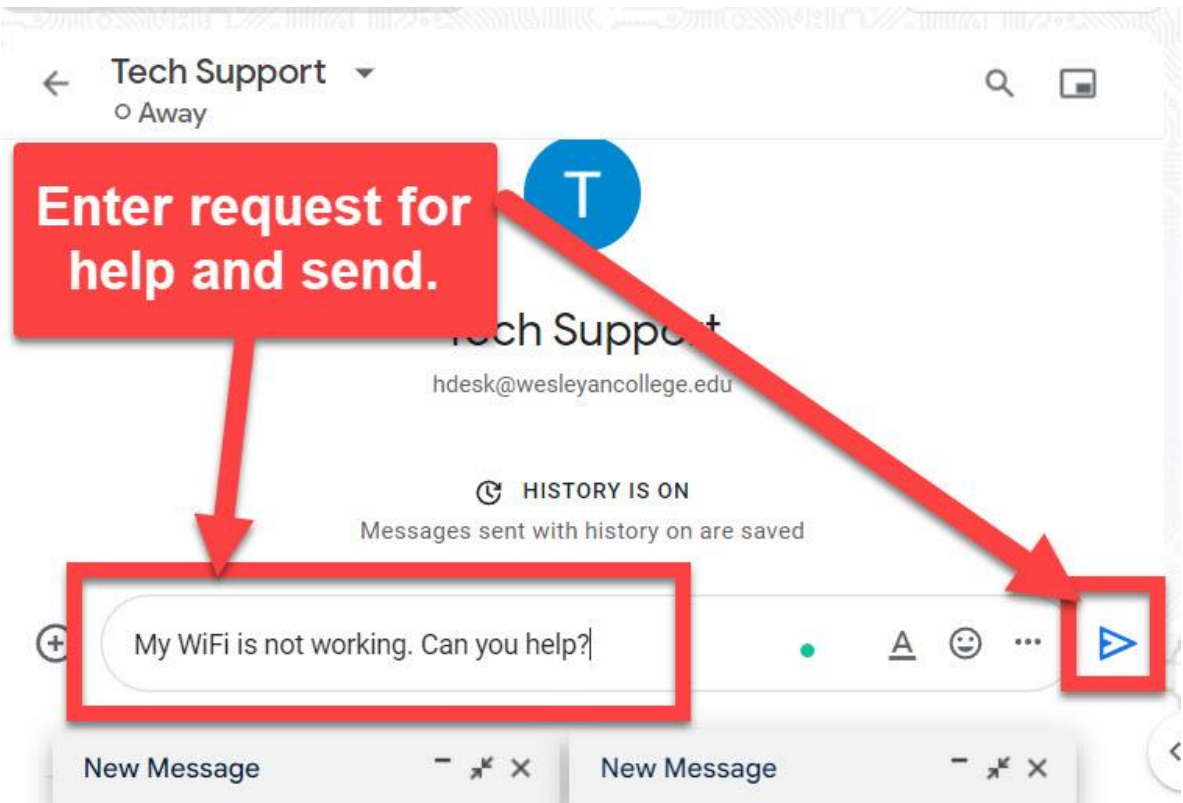 Tech Support
Away
Enter request for
help and send.
T
Tech Support
hdesk@wesleyancollege.edu
HISTORY IS ON
Messages sent with history on are saved
My WiFi is not working. Can you help?
A
New Message
New Message